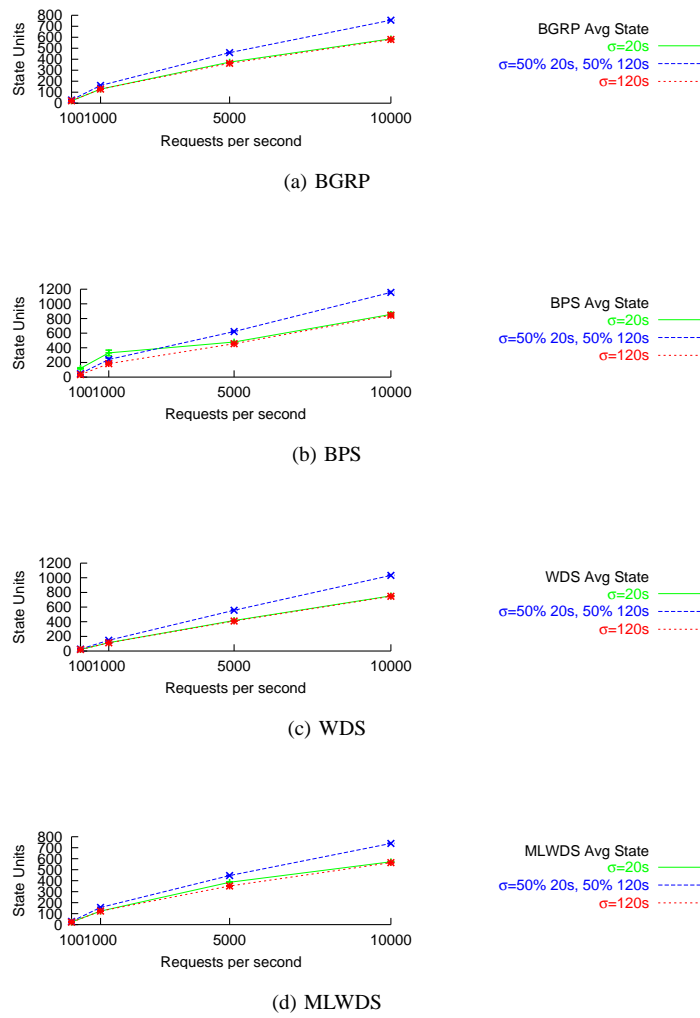 800
700
600
500
400
300
200
100
0
State Units
1001000 5000 10000
Requests per second
BGRP Avg State
σ=20s
σ=50% 20s, 50% 120s
σ=120s
(a) BGRP
1200
1000
800
600
400
200
0
State Units
1001000 5000 10000
Requests per second
BPS Avg State
σ=20s
σ=50% 20s, 50% 120s
σ=120s
(b) BPS
1200
1000
800
600
400
200
0
State Units
1001000 5000 10000
Requests per second
WDS Avg State
σ=20s
σ=50% 20s, 50% 120s
σ=120s
(c) WDS
800
700
600
500
400
300
200
100
0
State Units
1001000 5000 10000
Requests per second
MLWDS Avg State
σ=20s
σ=50% 20s, 50% 120s
σ=120s
(d) MLWDS